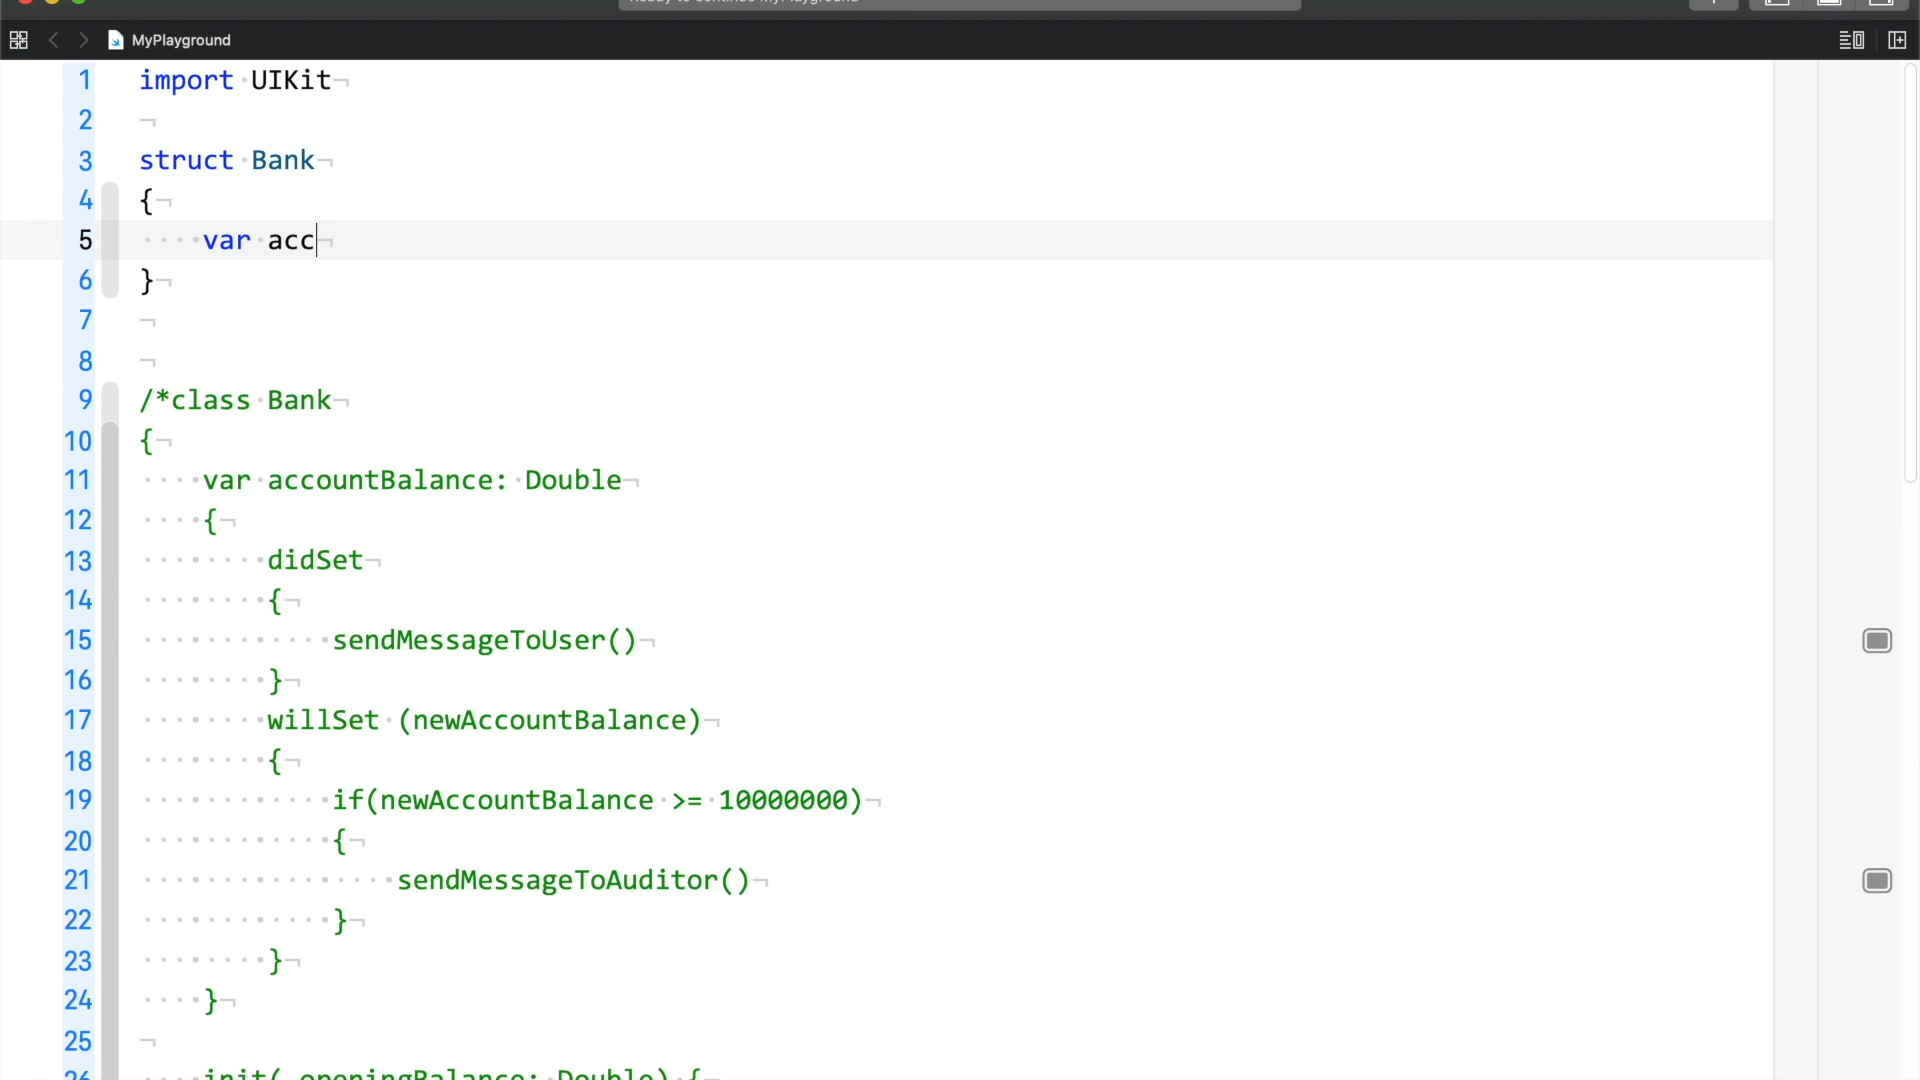 MyPlayground
1 import UIKit
2
3 struct Bank
4 {
5 var acc
6 }
7
8
9 /*class Bank
10 {
11 var accountBalance: Double
12 {
13 didSet
14 {
15 sendMessageToUser()
16 }
17 willSet (newAccountBalance)
18 {
19 if(newAccountBalance >= 10000000)
20 {
21 sendMessageToAuditor()
22 }
23 }
24 }
25
26 init(_openingBalance: Double) {